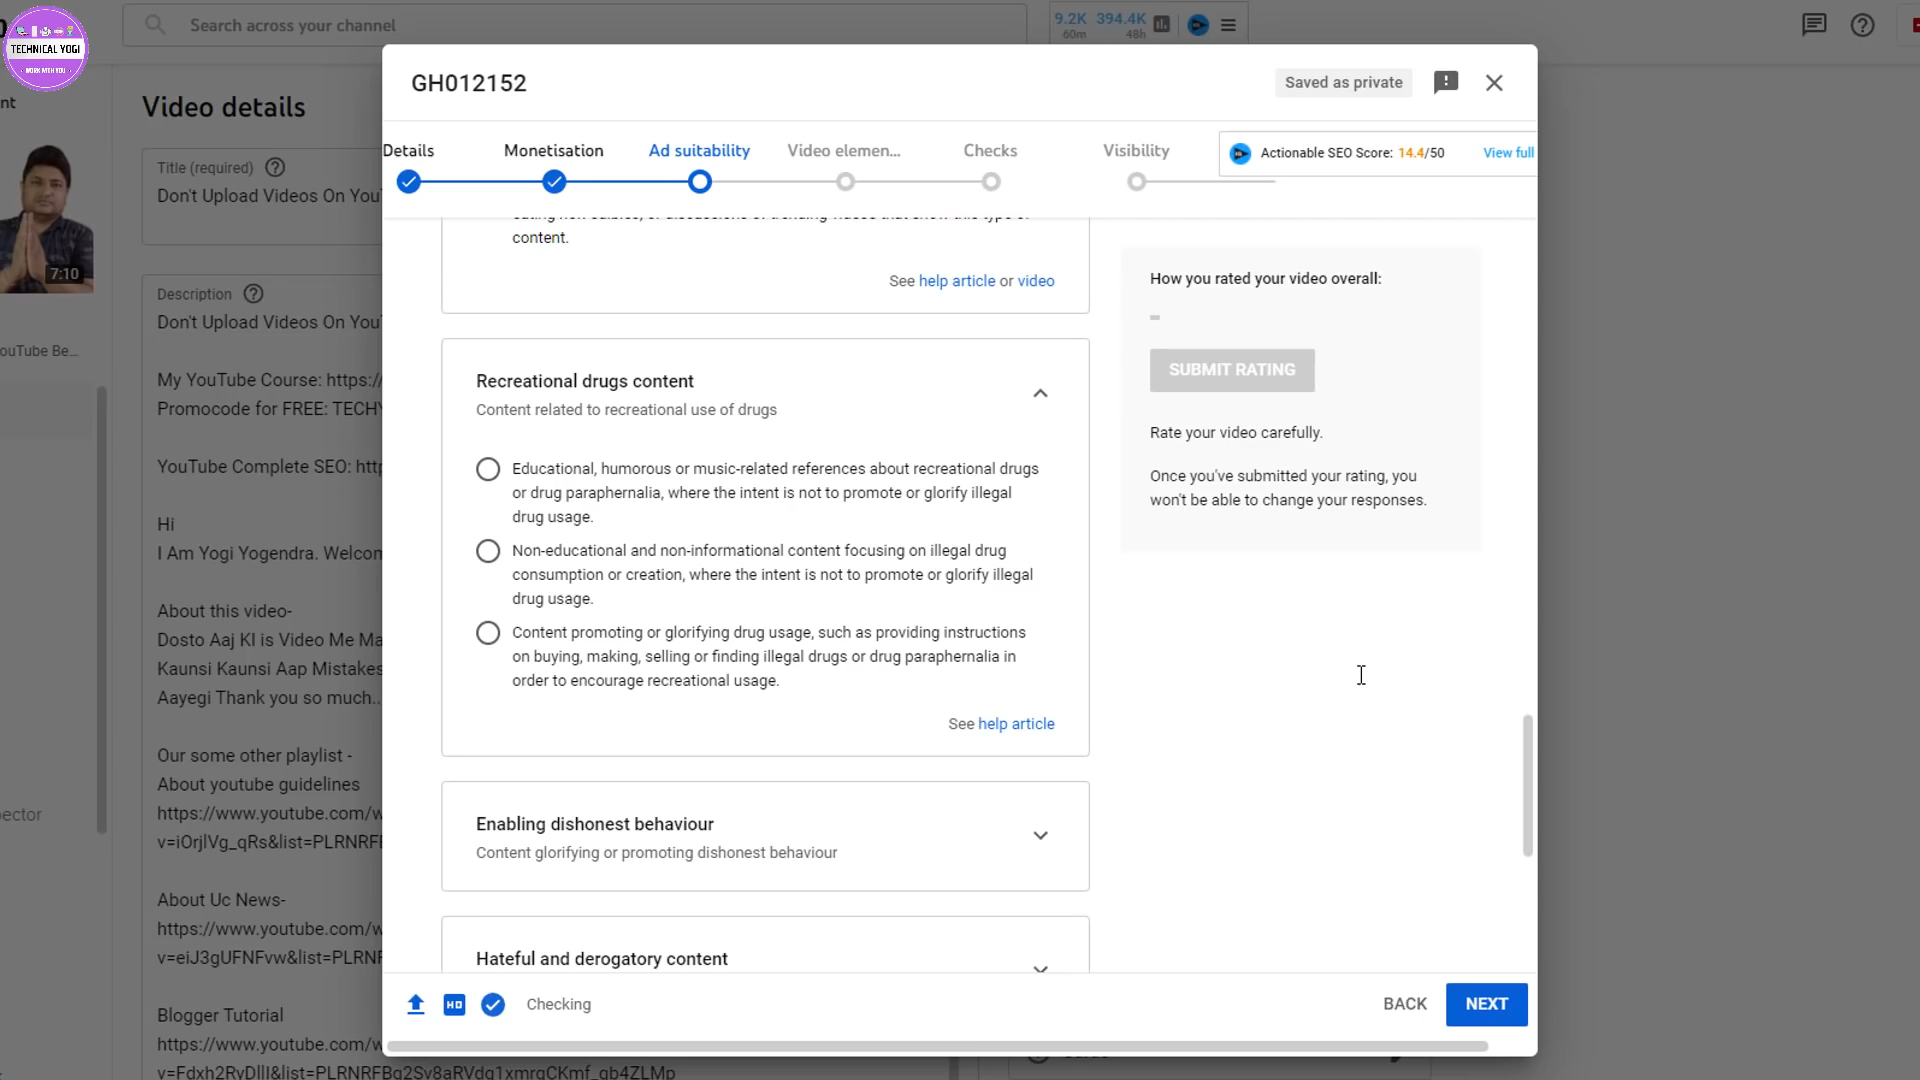 Search across your channel
9.2K 394.4K
60m 48h
TECHNICAL YOGI
- WORK WITH YOU -
nt
7:10
ouTube Be...
ector
Video details
Title (required)
Don't Upload Videos On You
Description
Don't Upload Videos On You
My YouTube Course: https:/
Promocode for FREE: TECHY
YouTube Complete SEO: http
Hi
I Am Yogi Yogendra. Welcom
About this video-
Dosto Aaj KI is Video Me Ma
Kaunsi Kaunsi Aap Mistakes
Aayegi Thank you so much..
Our some other playlist -
About youtube guidelines
https://www.youtube.com/w
v=iOrjlVg_qRs&list=PLRNRFB
About Uc News-
https://www.youtube.com/w
v=eiJ3gUFNFvw&list=PLRNF
Blogger Tutorial
https://www.youtube.com/w
GH012152
Saved as private
Details
Monetisation
Ad suitability
Video elemen...
Checks
Visibility
Actionable SEO Score: 14.4/50
View full
content.
See help article or video
Recreational drugs content
Content related to recreational use of drugs
Educational, humorous or music-related references about recreational drugs
or drug paraphernalia, where the intent is not to promote or glorify illegal
drug usage.
Non-educational and non-informational content focusing on illegal drug
consumption or creation, where the intent is not to promote or glorify illegal
drug usage.
Content promoting or glorifying drug usage, such as providing instructions
on buying, making, selling or finding illegal drugs or drug paraphernalia in
order to encourage recreational usage.
See help article
Enabling dishonest behaviour
Content glorifying or promoting dishonest behaviour
Hateful and derogatory content
How you rated your video overall:
–
SUBMIT RATING
Rate your video carefully.
Once you've submitted your rating, you
won't be able to change your responses.
HD
Checking
BACK
NEXT